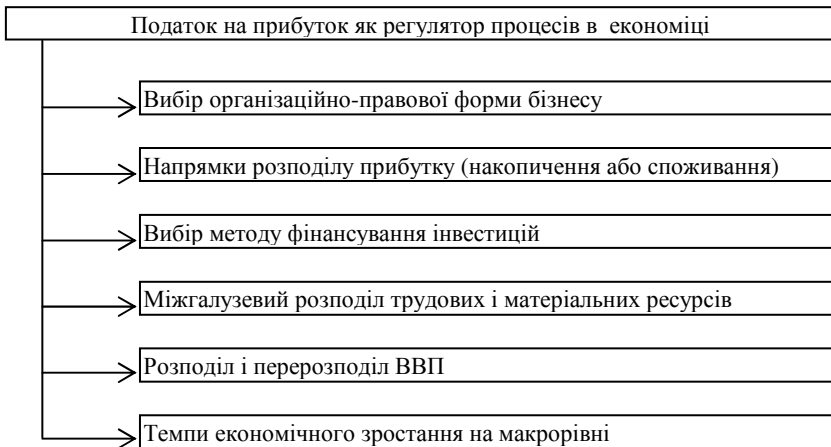 Податок на прибуток як регулятор процесів в економіці
Вибір організаційно-правової форми бізнесу
Напрямки розподілу прибутку (накопичення або споживання)
Вибір методу фінансування інвестицій
Міжгалузевий розподіл трудових і матеріальних ресурсів
Розподіл і перерозподіл ВВП
Темпи економічного зростання на макрорівні